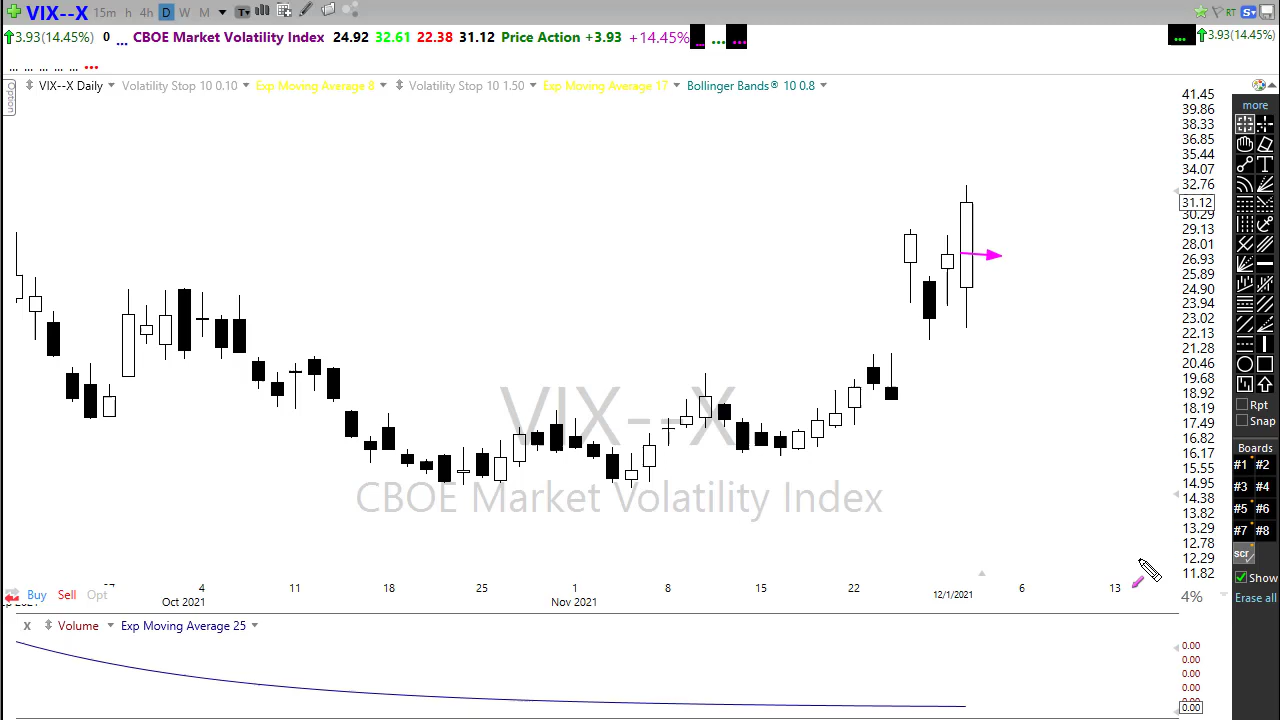 VIX--X 15m h 4h D W M T RT S
3.93(14.45%) 0 ... CBOE Market Volatility Index 24.92 32.61 22.38 31.12 Price Action +3.93 +14.45% ... ... ... ... 3.93(14.45%)
... ... ... ... ... ...
Option
VIX--X Daily Volatility Stop 10 0.10 Exp Moving Average 8 Volatility Stop 10 1.50 Exp Moving Average 17 Bollinger Bands® 10 0.8
41.45
39.86
38.33
36.85
35.44
34.07
32.76
31.12
30.29
29.13
28.01
26.93
25.89
24.90
23.94
23.02
22.13
21.28
20.46
19.68
18.92
18.19
17.49
16.82
16.17
15.55
14.95
14.38
13.82
13.29
12.78
12.29
11.82
VIX--X
CBOE Market Volatility Index
more
T
Rpt
Snap
Boards
#1 #2
#3 #4
#5 #6
#7 #8
scr
Show
Erase all
4 11 18 25 1 8 15 22 12/1/2021 6 13
Buy Sell Opt 4%
Oct 2021 Nov 2021
x Volume Exp Moving Average 25
0.00
0.00
0.00
0.00
0.00